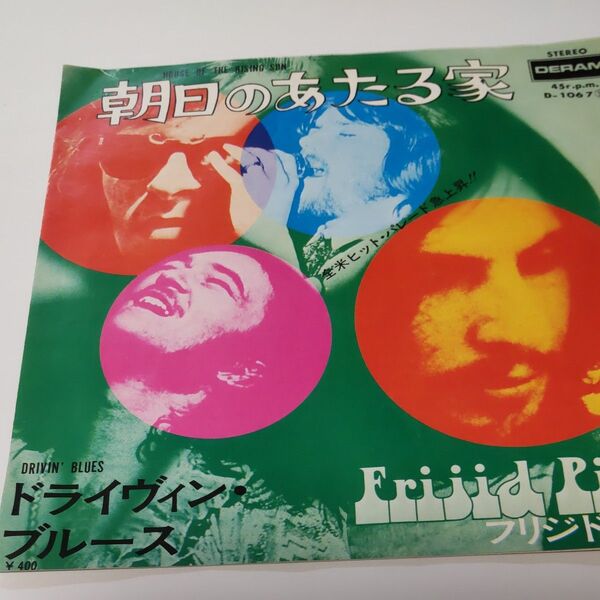 HOUSE OF THE RISING SUN
朝日のあたる家
STEREO
DERAM
45r.p.m.
D-1067
全米ヒット・パレード急上昇!!
DRIVIN' BLUES
ドライヴィン・
ブルース
¥400
Frijid Pi
フリジド